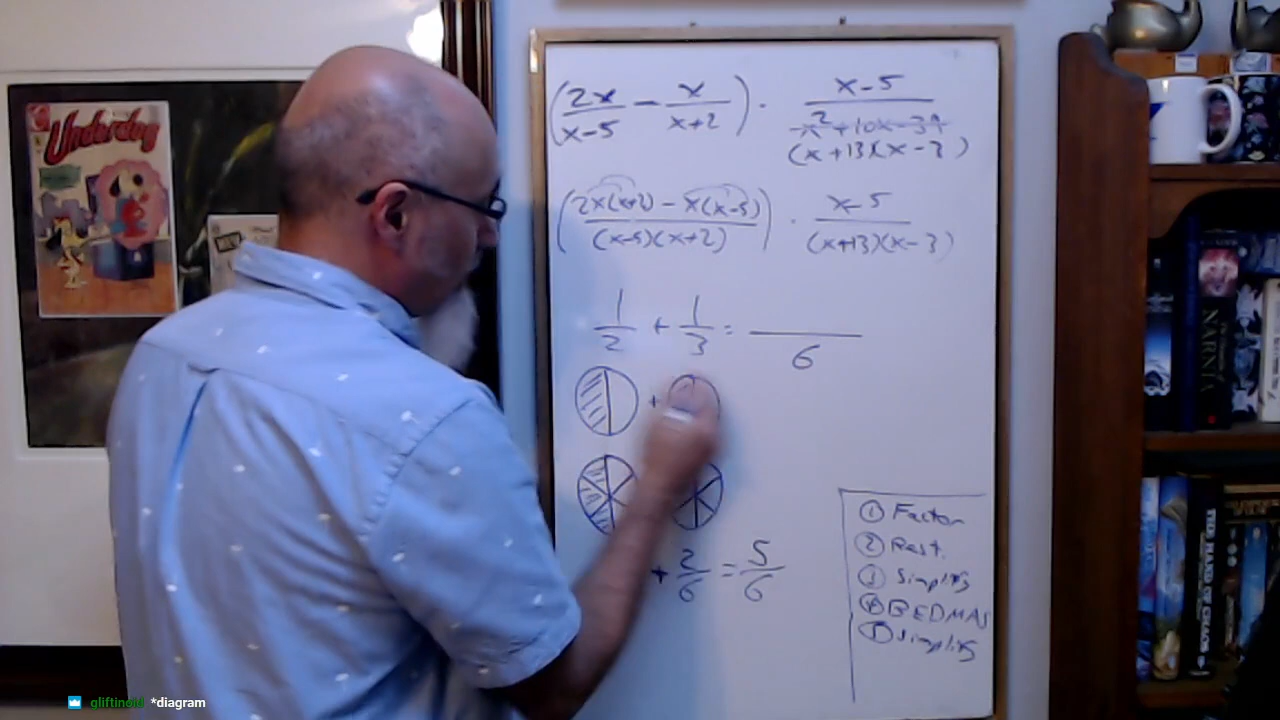 (2x/(x-5) - x/(x+2)) · (x-5)/(x²+10x-39)
(x+13)(x-3)
((2x(x+2) - x(x-5))/((x-5)(x+2))) · (x-5)/((x+13)(x-3))
1/2 + 1/3 = /6
+
+ 2/6 = 5/6
① Factor
② Rest.
③ Simplify
④ BEDMAS
⑤ Simplify
Underdog
NARNIA
gliftinoitl *diagram